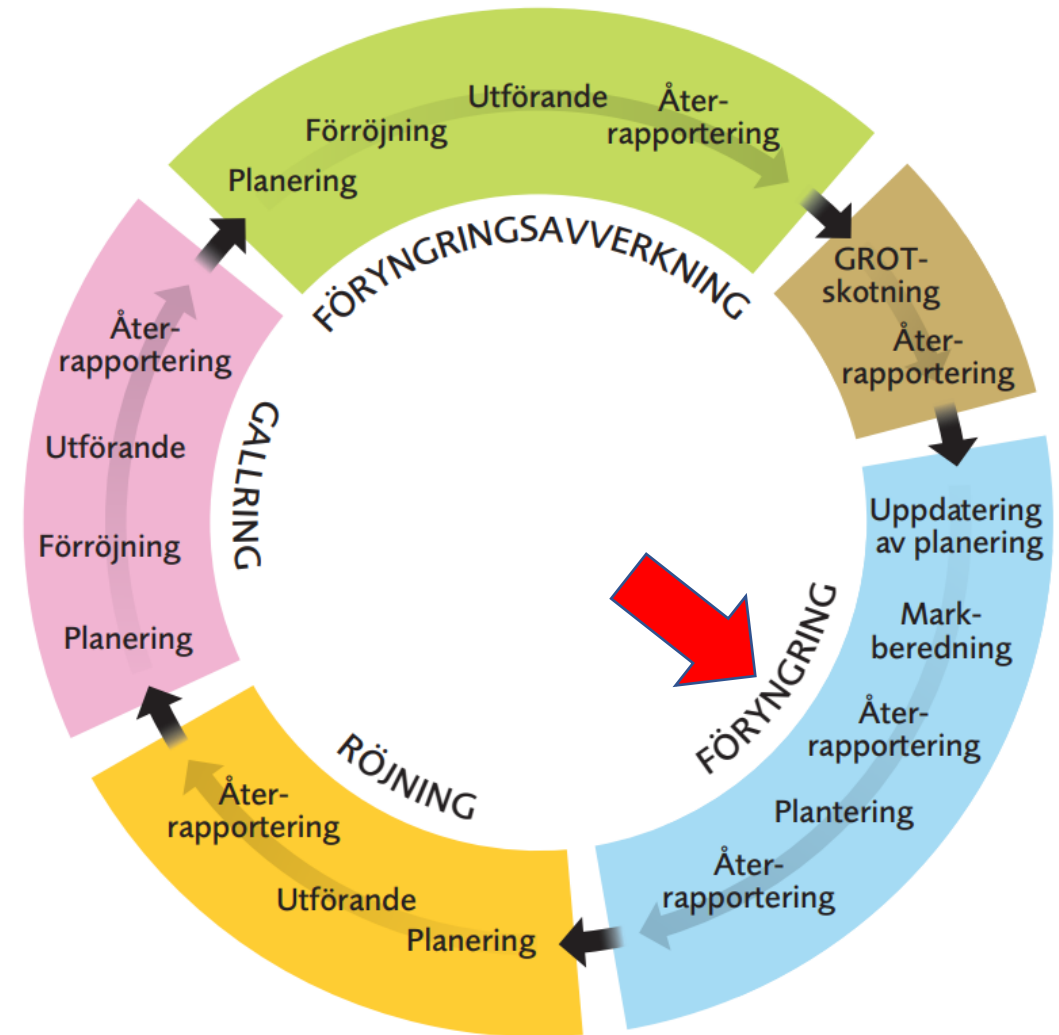 FÖRYNGRINGSAVVERKNING
Planering
Förröjning
Utförande
Åter-
rapportering
GROT-
skotning
Åter-
rapportering
FÖRYNGRING
Uppdatering
av planering
Mark-
beredning
Åter-
rapportering
Plantering
Åter-
rapportering
RÖJNING
Planering
Utförande
Åter-
rapportering
GALLRING
Planering
Förröjning
Utförande
Åter-
rapportering